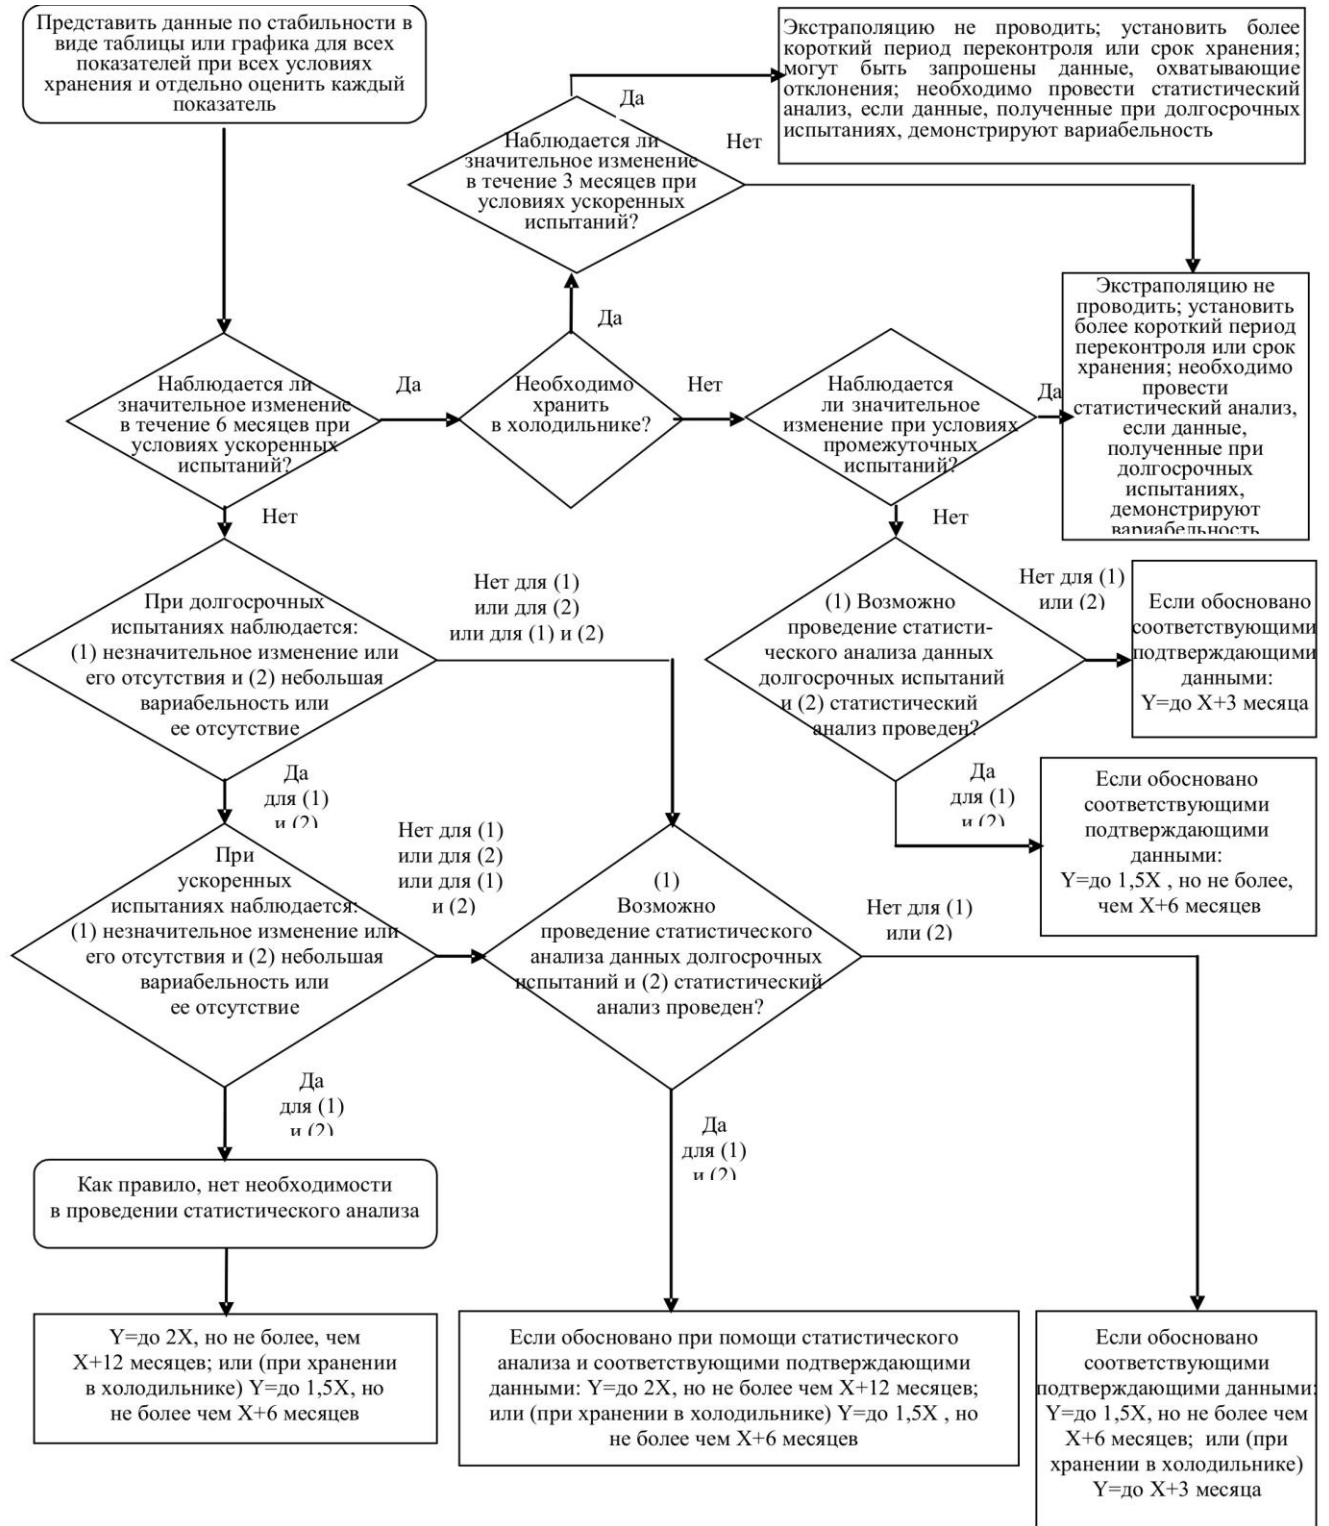 Представить данные по стабильности в
виде таблицы или графика для всех
показателей при всех условиях
хранения и отдельно оценить каждый
показатель
Экстраполяцию не проводить; установить более
короткий период переконтроля или срок хранения;
могут быть запрошены данные, охватывающие
отклонения; необходимо провести статистический
анализ, если данные, полученные при долгосрочных
испытаниях, демонстрируют вариабельность
Да
Нет
Наблюдается ли
значительное изменение
в течение 3 месяцев при
условиях ускоренных
испытаний?
Да
Экстраполяцию не
проводить; установить
более короткий период
переконтроля или срок
хранения; необходимо
провести
статистический анализ,
если данные,
полученные при
долгосрочных
испытаниях,
демонстрируют
вариабельность
Наблюдается ли
значительное изменение
в течение 6 месяцев при
условиях ускоренных
испытаний?
Да
Необходимо
хранить
в холодильнике?
Нет
Наблюдается
ли значительное
изменение при условиях
промежуточных
испытаний?
Да
Нет
Нет
При долгосрочных
испытаниях наблюдается:
(1) незначительное изменение или
его отсутствия и (2) небольшая
вариабельность или
ее отсутствие
Нет для (1)
или для (2)
или для (1) и (2)
(1) Возможно
проведение статисти-
ческого анализа данных
долгосрочных испытаний
и (2) статистический
анализ проведен?
Нет для (1)
или (2)
Если обосновано
соответствующими
подтверждающими
данными:
Y=до X+3 месяца
Да
для (1)
и (2)
Да
для (1)
и (2)
Если обосновано
соответствующими
подтверждающими
данными:
Y=до 1,5X , но не более,
чем X+6 месяцев
При
ускоренных
испытаниях наблюдается:
(1) незначительное изменение или
его отсутствия и (2) небольшая
вариабельность или
ее отсутствие
Нет для (1)
или для (2)
или для (1)
и (2)
(1)
Возможно
проведение статистического
анализа данных долгосрочных
испытаний и (2) статистический
анализ проведен?
Нет для (1)
или (2)
Да
для (1)
и (2)
Да
для (1)
и (2)
Как правило, нет необходимости
в проведении статистического анализа
Y=до 2X, но не более, чем
X+12 месяцев; или (при хранении
в холодильнике) Y=до 1,5X, но
не более чем X+6 месяцев
Если обосновано при помощи статистического
анализа и соответствующими подтверждающими
данными: Y=до 2X, но не более чем X+12 месяцев;
или (при хранении в холодильнике) Y=до 1,5X , но
не более чем X+6 месяцев
Если обосновано
соответствующими
подтверждающими данными:
Y=до 1,5X, но не более чем
X+6 месяцев; или (при
хранении в холодильнике)
Y=до X+3 месяца